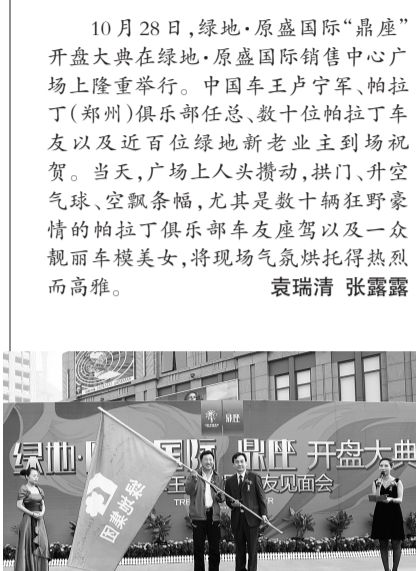 10月28日，绿地·原盛国际“鼎座”
开盘大典在绿地·原盛国际销售中心广
场上隆重举行。中国车王卢宁军、帕拉
丁（郑州）俱乐部任总、数十位帕拉丁车
友以及近百位绿地新老业主到场祝
贺。当天，广场上人头攒动，拱门、升空
气球、空飘条幅，尤其是数十辆狂野豪
情的帕拉丁俱乐部车友座驾以及一众
靓丽车模美女，将现场气氛烘托得热烈
而高雅。 袁瑞清 张露露
鼎座
绿地· 国际 鼎座 开盘大典
王 友见面会